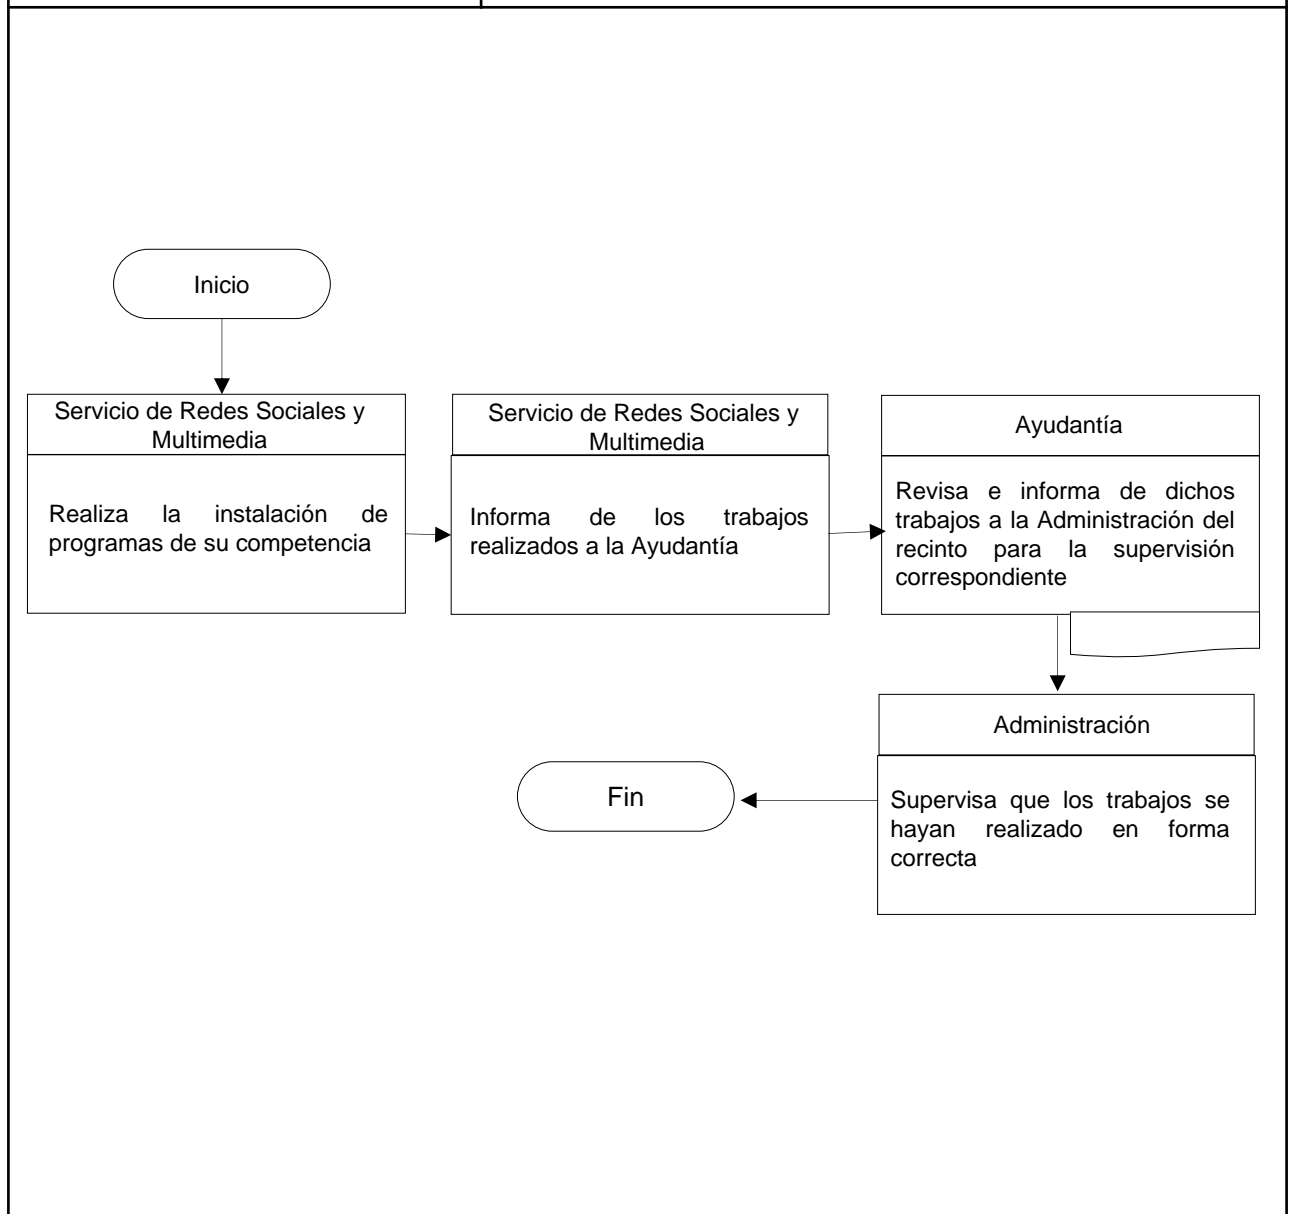 Inicio
Servicio de Redes Sociales y
Multimedia
Realiza la instalación de
programas de su competencia
Servicio de Redes Sociales y
Multimedia
Informa de los trabajos
realizados a la Ayudantía
Ayudantía
Revisa e informa de dichos
trabajos a la Administración del
recinto para la supervisión
correspondiente
Administración
Supervisa que los trabajos se
hayan realizado en forma
correcta
Fin